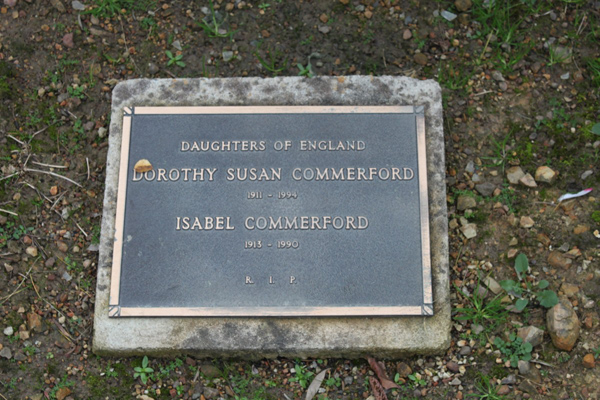 DAUGHTERS OF ENGLAND
DOROTHY SUSAN COMMERFORD
1911 - 1994
ISABEL COMMERFORD
1913 - 1990
R. I. P.